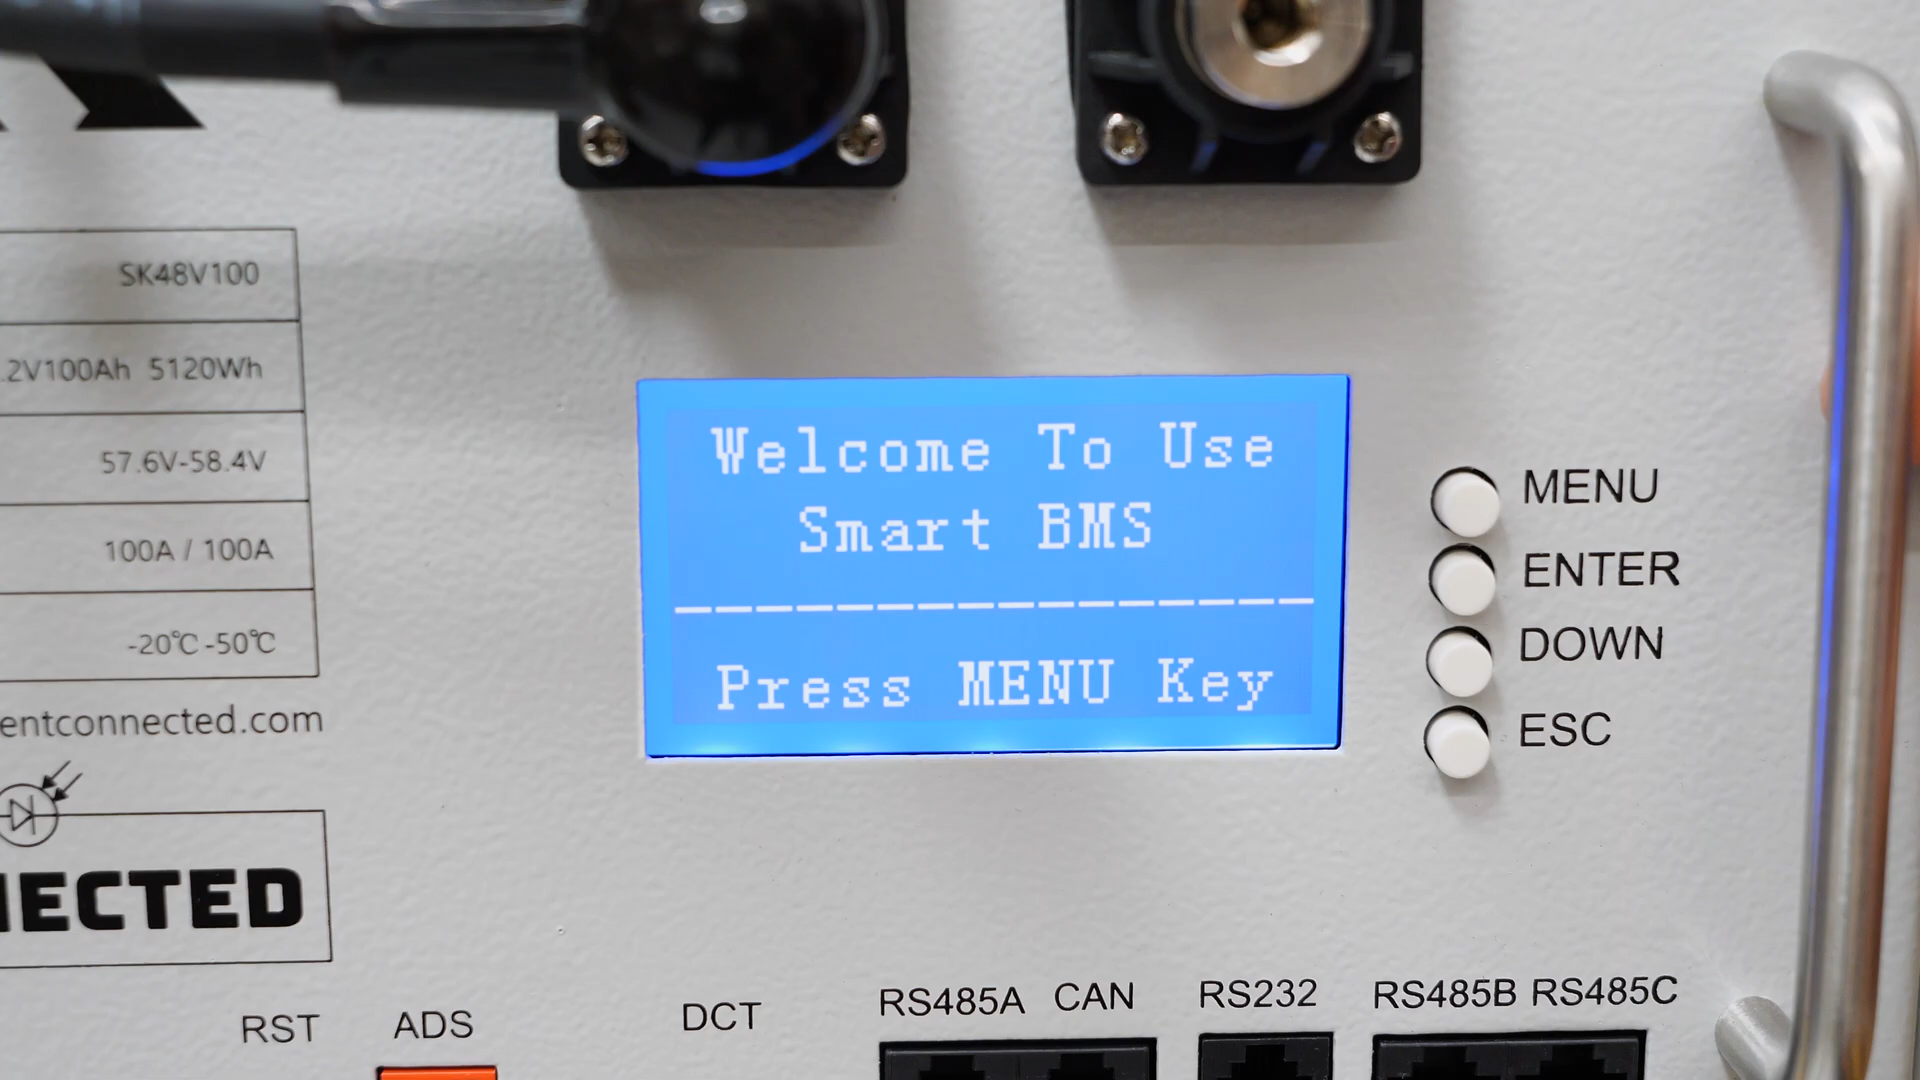 SK48V100
.2V100Ah 5120Wh
57.6V-58.4V
100A / 100A
-20℃-50℃
entconnected.com
NECTED
Welcome To Use
Smart BMS
----------------
Press MENU Key
MENU
ENTER
DOWN
ESC
RST
ADS
DCT
RS485A
CAN
RS232
RS485B
RS485C